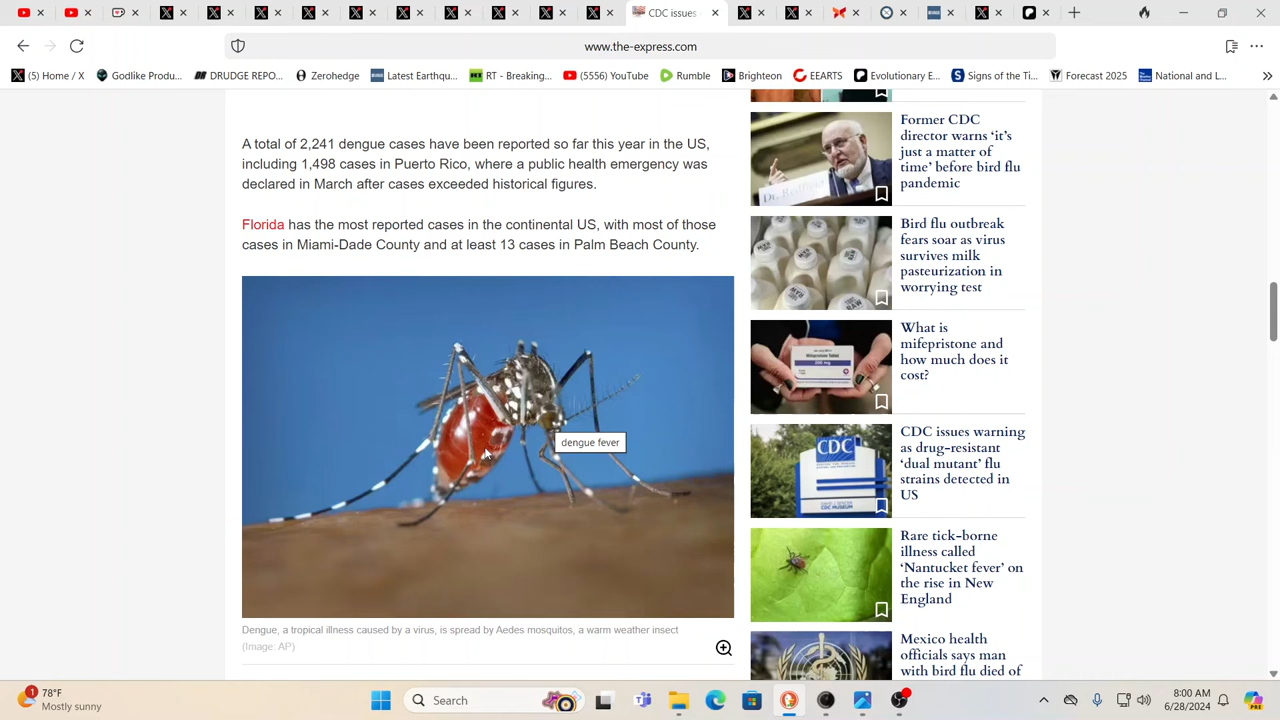 CDC issues
www.the-express.com
(5) Home / X
Godlike Produ...
DRUDGE REPO...
Zerohedge
Latest Earthqu...
RT - Breaking...
(5556) YouTube
Rumble
Brighteon
EEARTS
Evolutionary E...
Signs of the Ti...
Forecast 2025
National and L...
A total of 2,241 dengue cases have been reported so far this year in the US,
including 1,498 cases in Puerto Rico, where a public health emergency was
declared in March after cases exceeded historical figures.
Florida has the most reported cases in the continental US, with most of those
cases in Miami-Dade County and at least 13 cases in Palm Beach County.
dengue fever
Dengue, a tropical illness caused by a virus, is spread by Aedes mosquitos, a warm weather insect
(Image: AP)
Former CDC
director warns ‘it’s
just a matter of
time’ before bird flu
pandemic
Bird flu outbreak
fears soar as virus
survives milk
pasteurization in
worrying test
What is
mifepristone and
how much does it
cost?
CDC
CDC MUSEUM
CDC issues warning
as drug-resistant
‘dual mutant’ flu
strains detected in
US
Rare tick-borne
illness called
‘Nantucket fever’ on
the rise in New
England
Mexico health
officials says man
with bird flu died of
1
78°F
Mostly sunny
Search
8:00 AM
6/28/2024